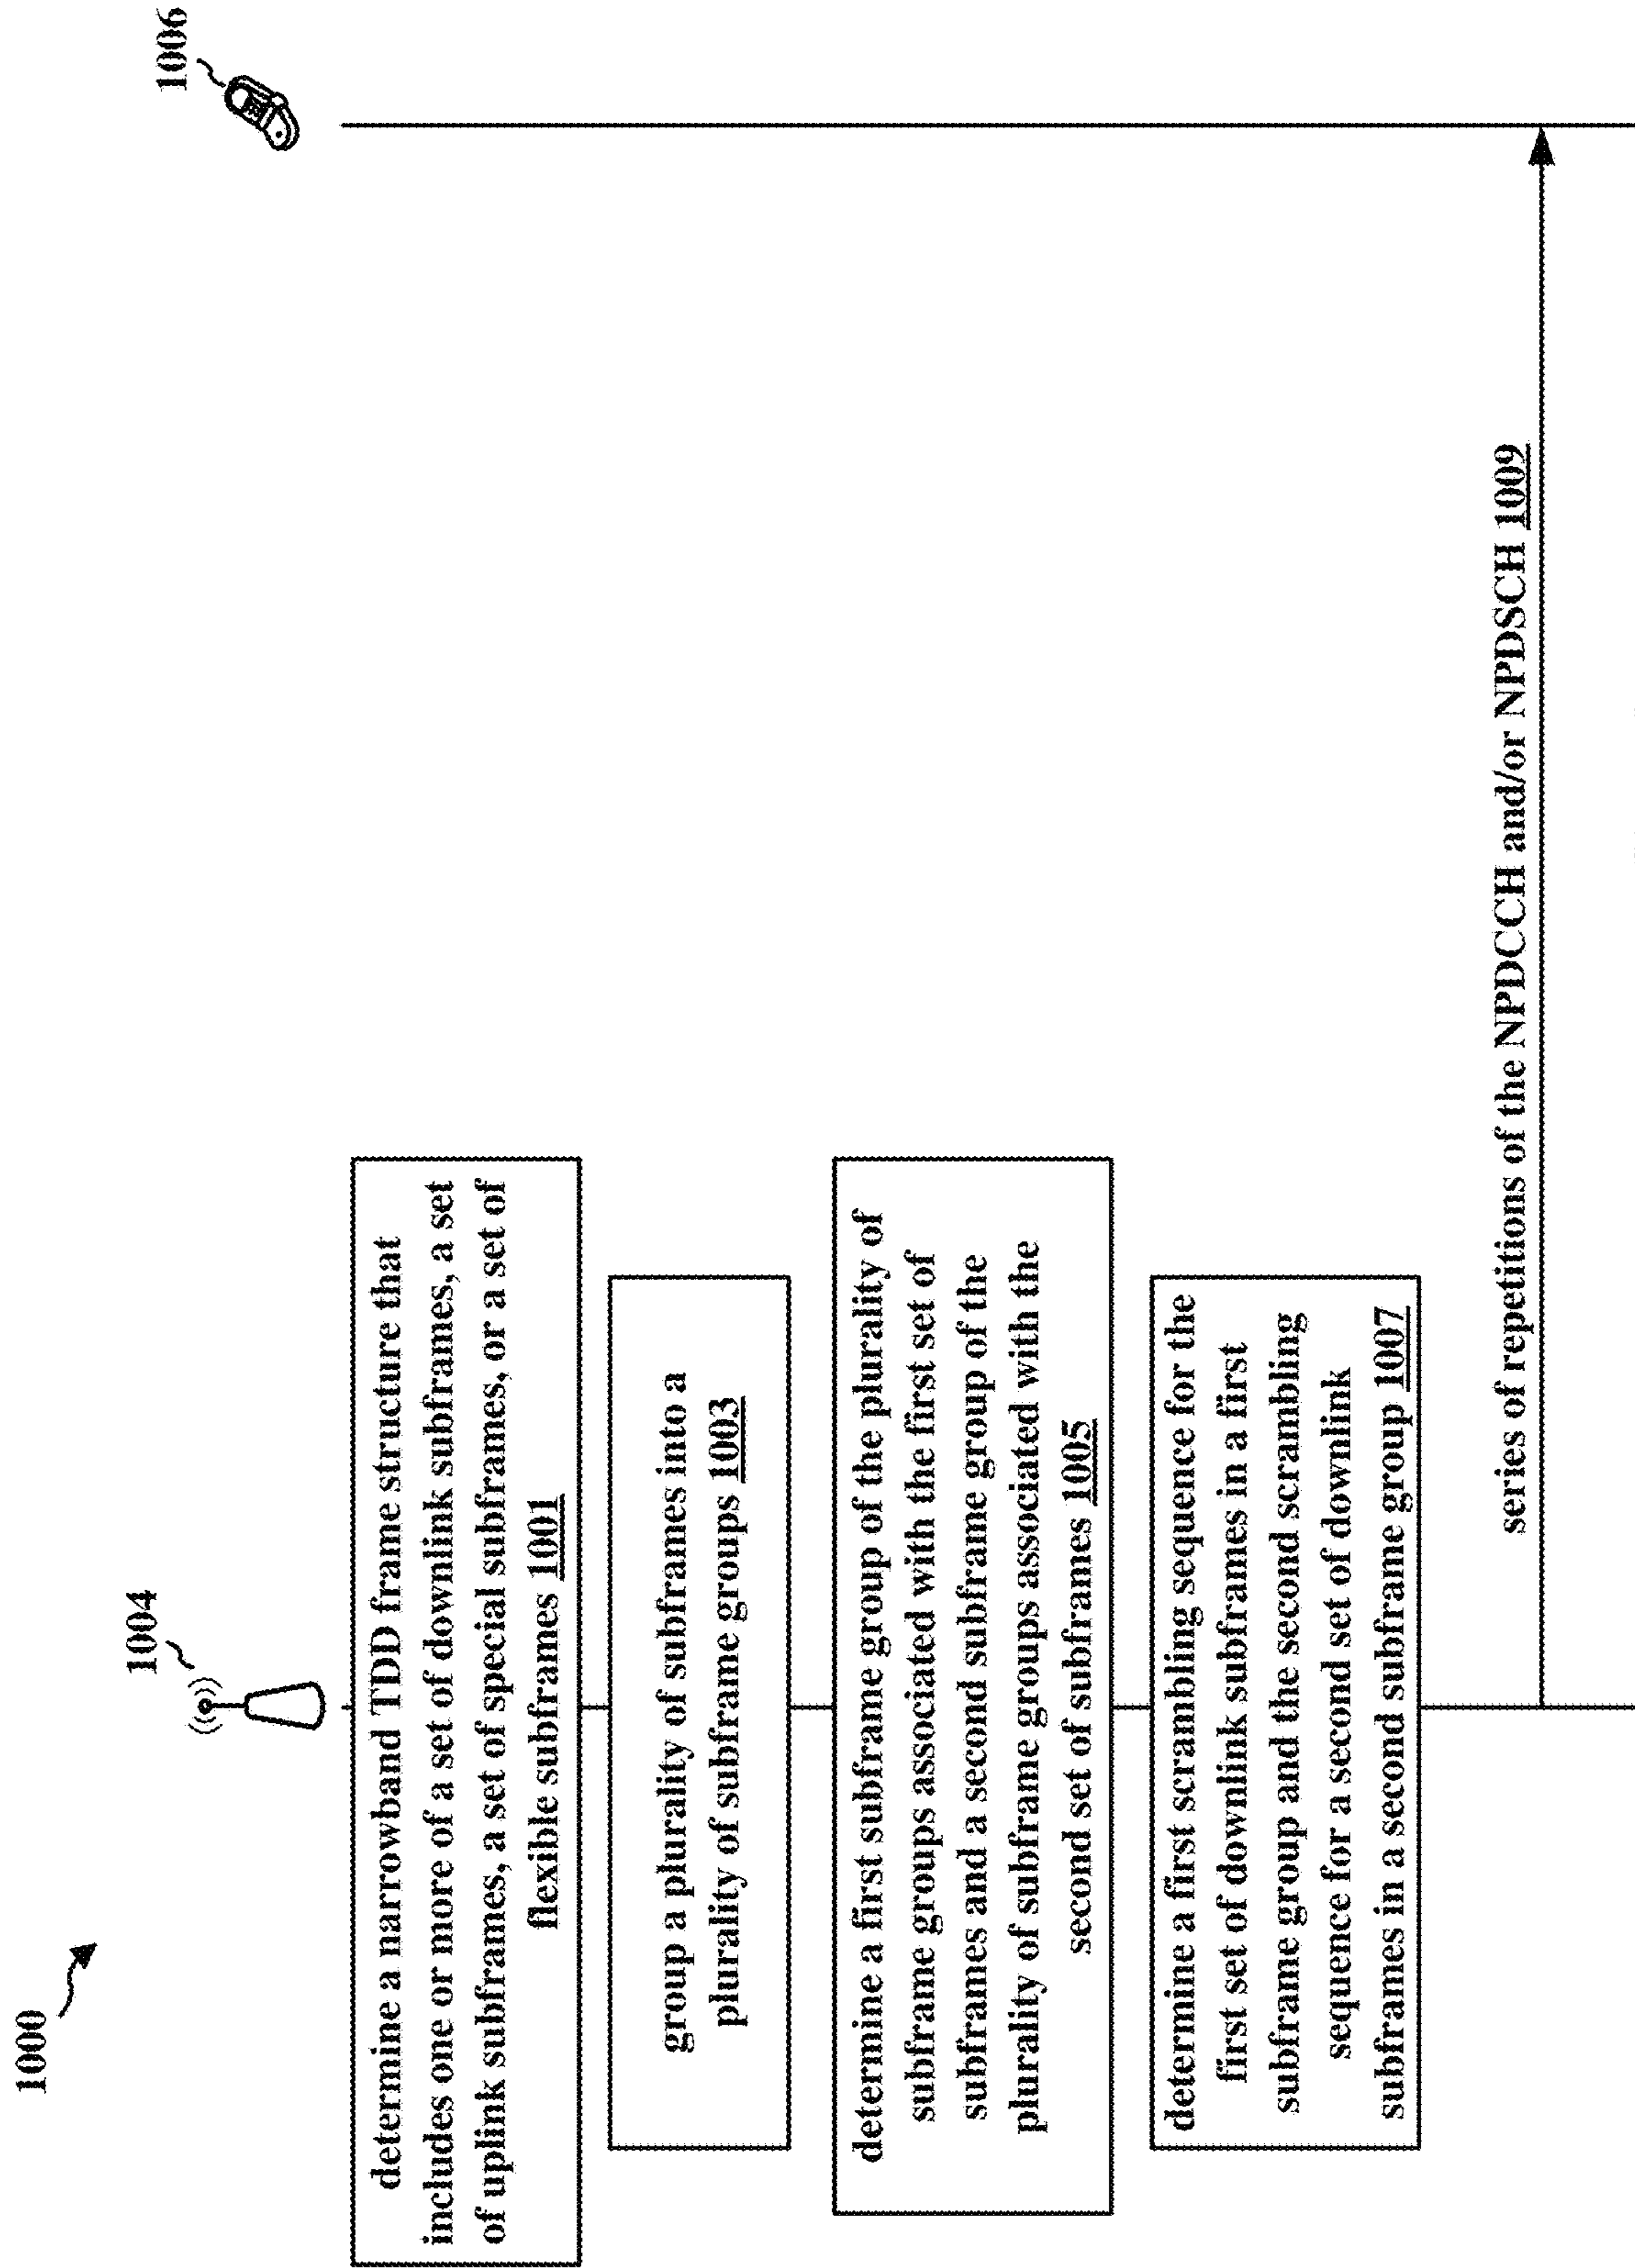 1000
1004
1006
determine a narrowband TDD frame structure that
includes one or more of a set of downlink subframes, a set
of uplink subframes, a set of special subframes, or a set of
flexible subframes 1001
group a plurality of subframes into a
plurality of subframe groups 1003
determine a first subframe group of the plurality of
subframe groups associated with the first set of
subframes and a second subframe group of the
plurality of subframe groups associated with the
second set of subframes 1005
determine a first scrambling sequence for the
first set of downlink subframes in a first
subframe group and the second scrambling
sequence for a second set of downlink
subframes in a second subframe group 1007
series of repetitions of the NPDCCH and/or NPDSCH 1009